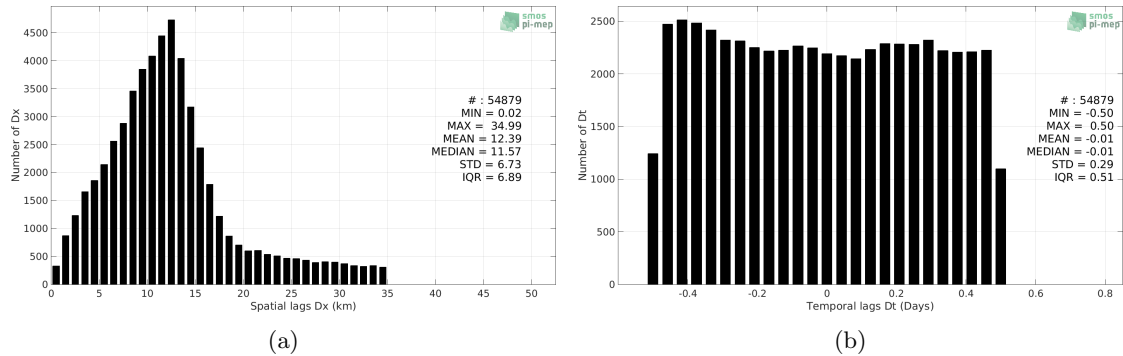 smos
pi-mep
4500
4000
3500
3000
2500
2000
1500
1000
500
0
Number of Dx
# : 54879
MIN = 0.02
MAX = 34.99
MEAN = 12.39
MEDIAN = 11.57
STD = 6.73
IQR = 6.89
0 5 10 15 20 25 30 35 40 45 50
Spatial lags Dx (km)
(a)
smos
pi-mep
2500
2000
1500
1000
500
0
Number of Dt
# : 54879
MIN = -0.50
MAX = 0.50
MEAN = -0.01
MEDIAN = -0.01
STD = 0.29
IQR = 0.51
-0.4 -0.2 0 0.2 0.4 0.6 0.8
Temporal lags Dt (Days)
(b)